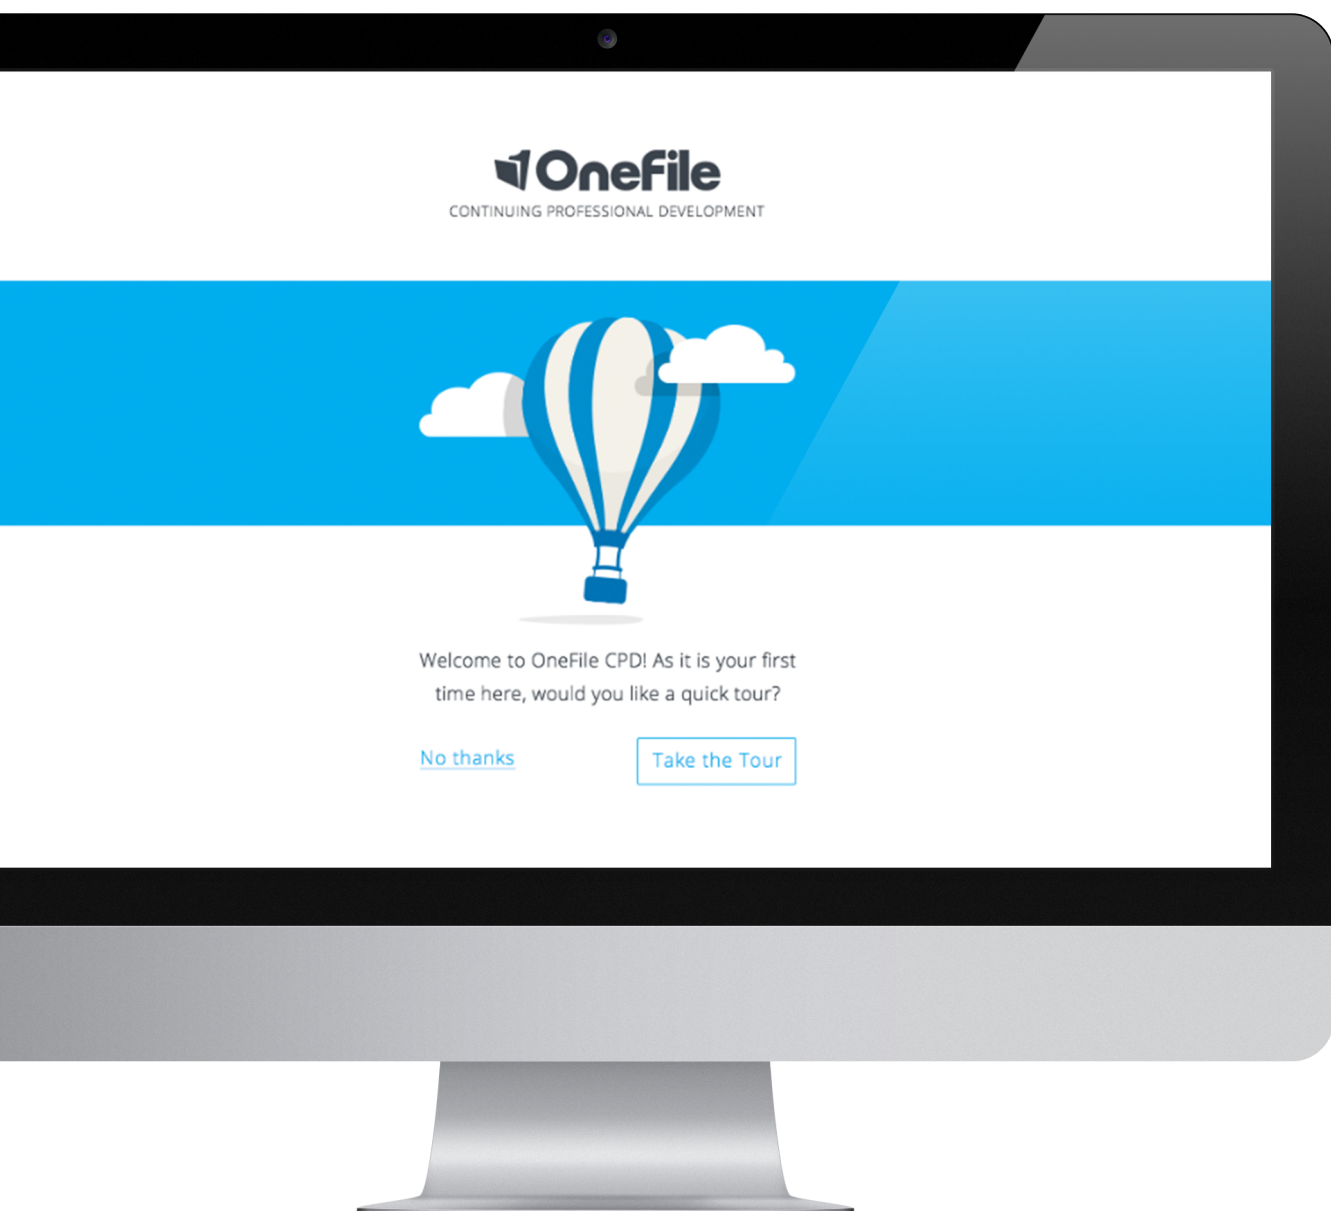 OneFile
CONTINUING PROFESSIONAL DEVELOPMENT
Welcome to OneFile CPD! As it is your first
time here, would you like a quick tour?
No thanks
Take the Tour